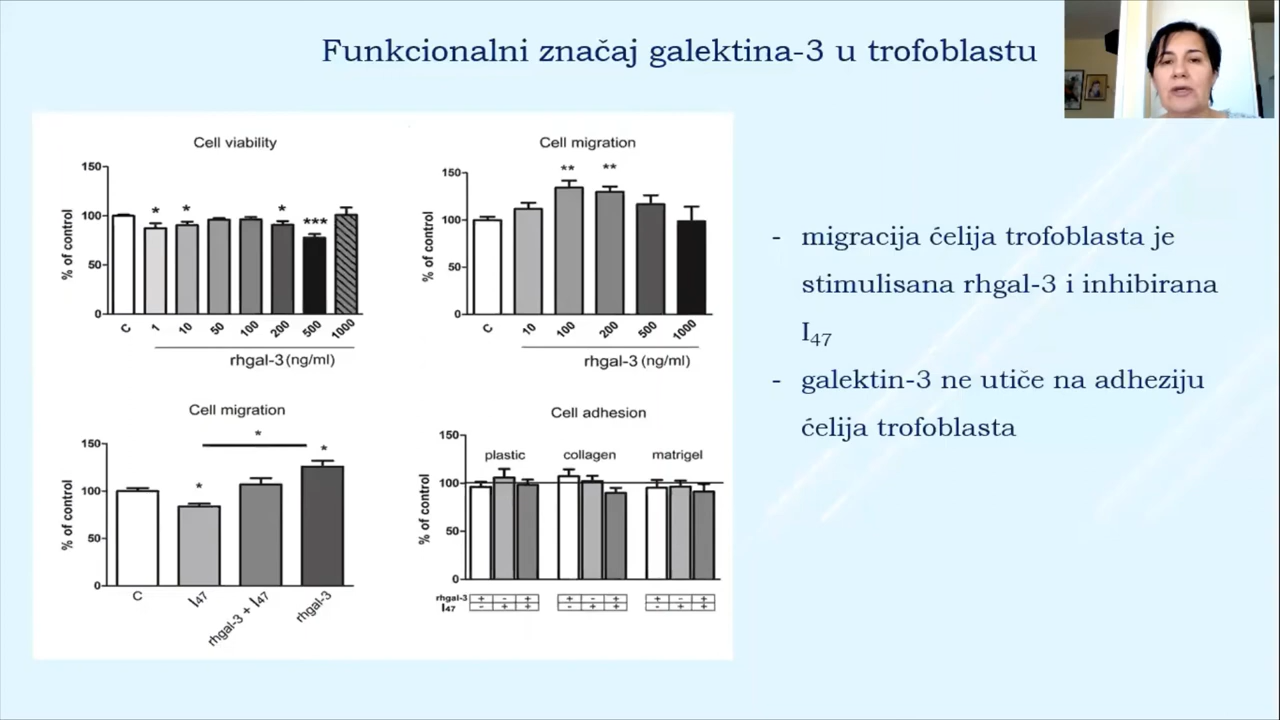 Funkcionalni značaj galektina-3 u trofoblastu
Cell viability
150
100
50
0
% of control
* * * ***
C 1 10 50 100 200 500 1000
rhgal-3 (ng/ml)
Cell migration
150
100
50
0
% of control
** **
C 10 100 200 500 1000
rhgal-3 (ng/ml)
Cell migration
150
100
50
0
% of control
* * *
C I47 rhgal-3 + I47 rhgal-3
Cell adhesion
150
100
50
0
% of control
plastic collagen matrigel
rhgal-3 + - + + - + + - +
I47 - + + - + + - + +
- migracija ćelija trofoblasta je
stimulisana rhgal-3 i inhibirana
I47
- galektin-3 ne utiče na adheziju
ćelija trofoblasta